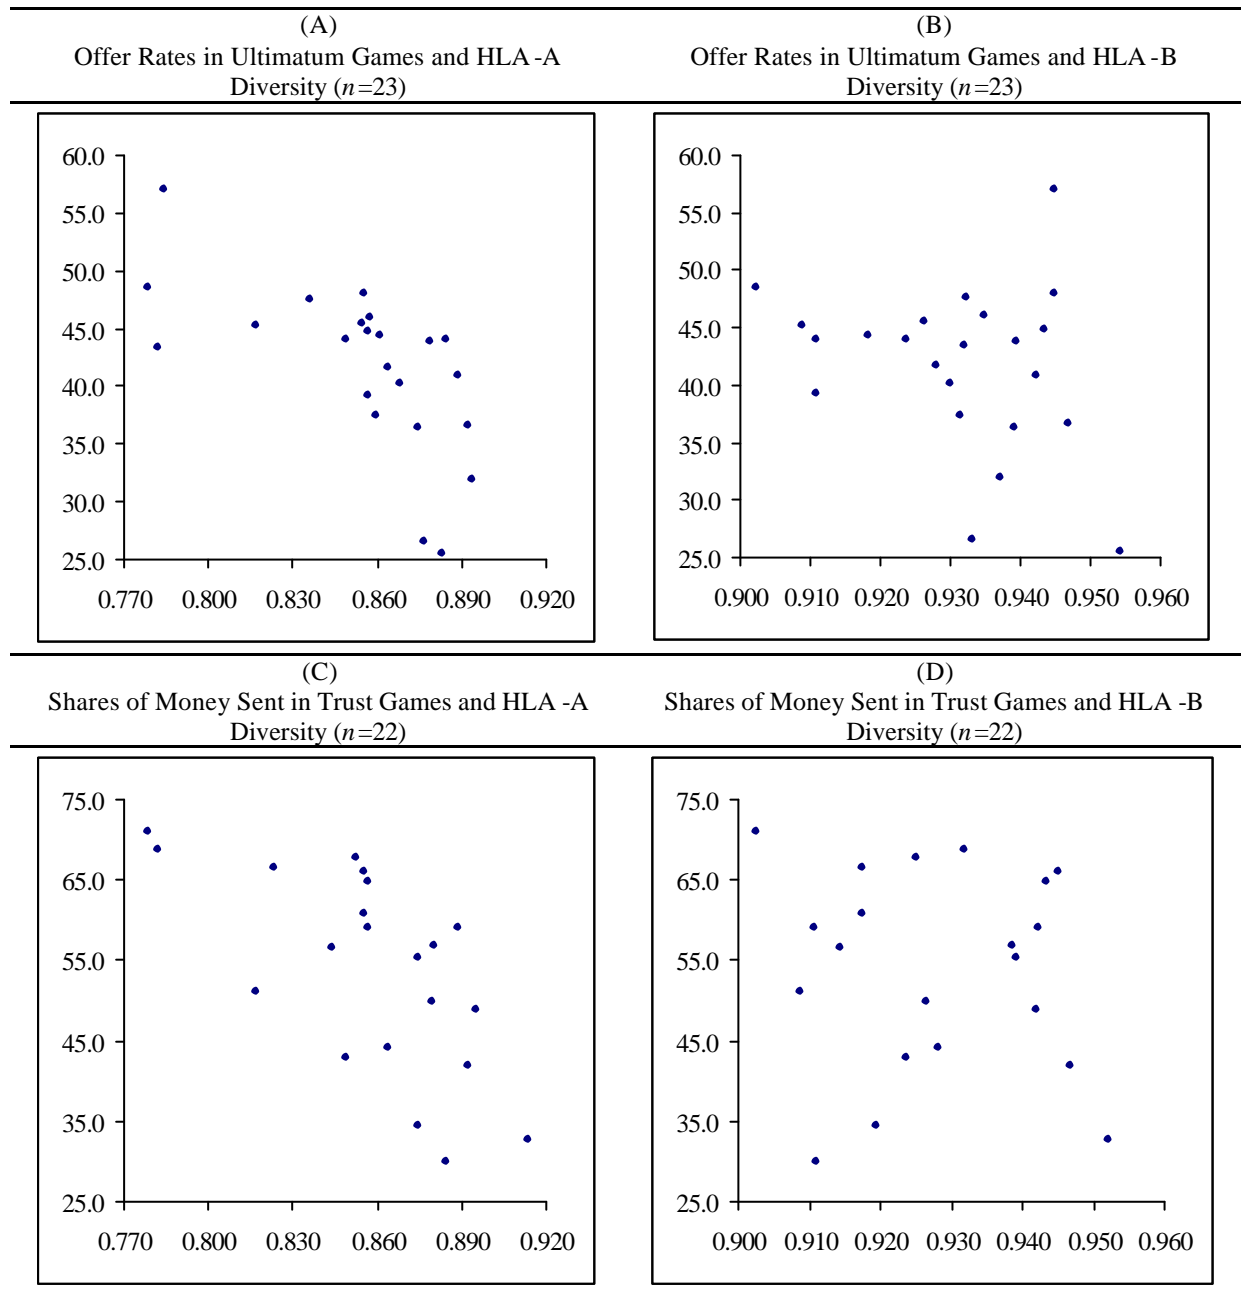 (A)
Offer Rates in Ultimatum Games and HLA-A
Diversity (n=23)
(B)
Offer Rates in Ultimatum Games and HLA-B
Diversity (n=23)
60.0
55.0
50.0
45.0
40.0
35.0
30.0
25.0
0.770 0.800 0.830 0.860 0.890 0.920
60.0
55.0
50.0
45.0
40.0
35.0
30.0
25.0
0.900 0.910 0.920 0.930 0.940 0.950 0.960
(C)
Shares of Money Sent in Trust Games and HLA -A
Diversity (n=22)
(D)
Shares of Money Sent in Trust Games and HLA -B
Diversity (n=22)
75.0
65.0
55.0
45.0
35.0
25.0
0.770 0.800 0.830 0.860 0.890 0.920
75.0
65.0
55.0
45.0
35.0
25.0
0.900 0.910 0.920 0.930 0.940 0.950 0.960